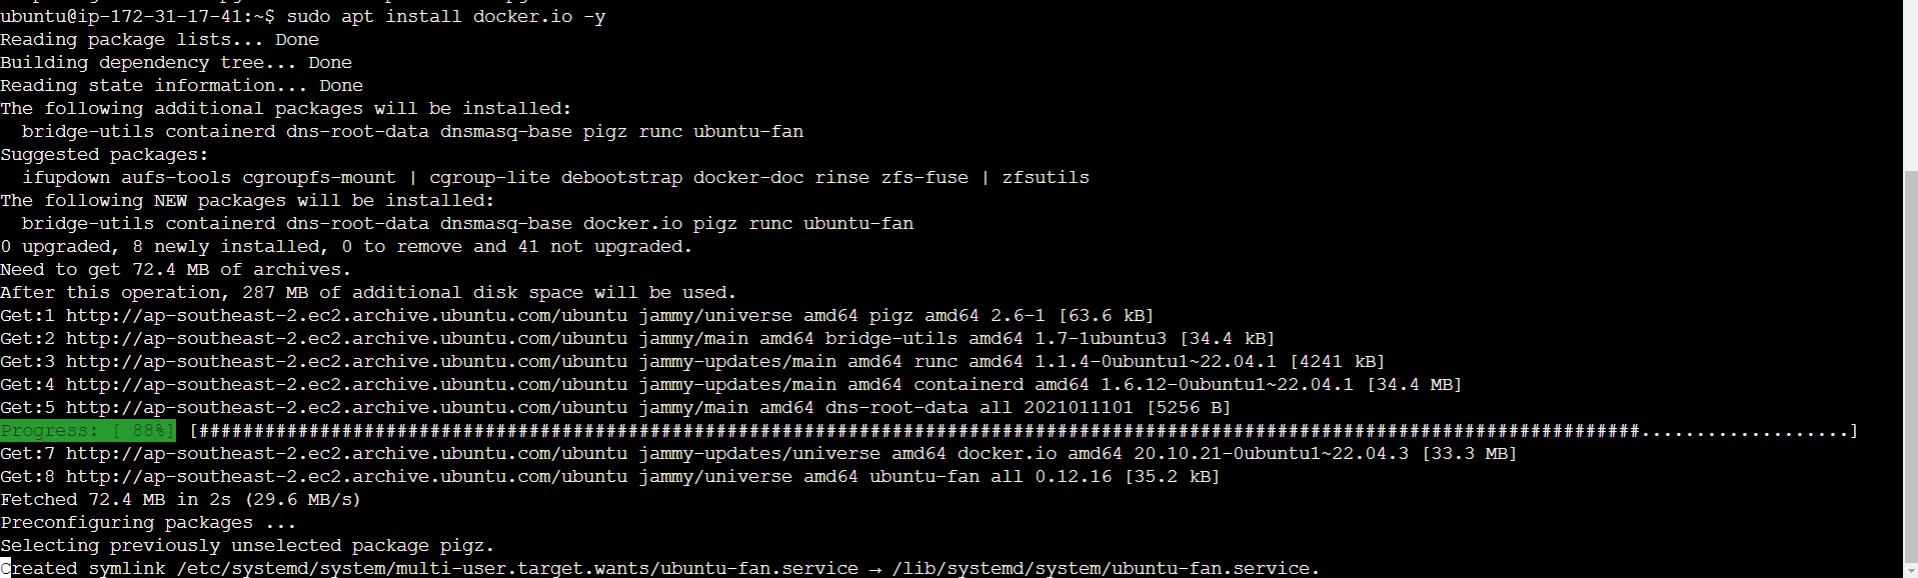 ubuntu@ip-172-31-17-41:~$ sudo apt install docker.io -y
Reading package lists... Done
Building dependency tree... Done
Reading state information... Done
The following additional packages will be installed:
  bridge-utils containerd dns-root-data dnsmasq-base pigz runc ubuntu-fan
Suggested packages:
  ifupdown aufs-tools cgroupfs-mount | cgroup-lite debootstrap docker-doc rinse zfs-fuse | zfsutils
The following NEW packages will be installed:
  bridge-utils containerd dns-root-data dnsmasq-base docker.io pigz runc ubuntu-fan
0 upgraded, 8 newly installed, 0 to remove and 41 not upgraded.
Need to get 72.4 MB of archives.
After this operation, 287 MB of additional disk space will be used.
Get:1 http://ap-southeast-2.ec2.archive.ubuntu.com/ubuntu jammy/universe amd64 pigz amd64 2.6-1 [63.6 kB]
Get:2 http://ap-southeast-2.ec2.archive.ubuntu.com/ubuntu jammy/main amd64 bridge-utils amd64 1.7-1ubuntu3 [34.4 kB]
Get:3 http://ap-southeast-2.ec2.archive.ubuntu.com/ubuntu jammy-updates/main amd64 runc amd64 1.1.4-0ubuntu1~22.04.1 [4241 kB]
Get:4 http://ap-southeast-2.ec2.archive.ubuntu.com/ubuntu jammy-updates/main amd64 containerd amd64 1.6.12-0ubuntu1~22.04.1 [34.4 MB]
Get:5 http://ap-southeast-2.ec2.archive.ubuntu.com/ubuntu jammy/main amd64 dns-root-data all 2021011101 [5256 B]
Progress: [ 88%] [###################################################################################################################################...................]
Get:7 http://ap-southeast-2.ec2.archive.ubuntu.com/ubuntu jammy-updates/universe amd64 docker.io amd64 20.10.21-0ubuntu1~22.04.3 [33.3 MB]
Get:8 http://ap-southeast-2.ec2.archive.ubuntu.com/ubuntu jammy/universe amd64 ubuntu-fan all 0.12.16 [35.2 kB]
Fetched 72.4 MB in 2s (29.6 MB/s)
Preconfiguring packages ...
Selecting previously unselected package pigz.
Created symlink /etc/systemd/system/multi-user.target.wants/ubuntu-fan.service → /lib/systemd/system/ubuntu-fan.service.